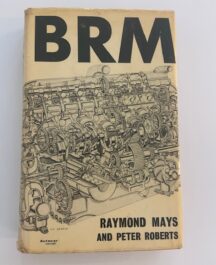 BRM
RAYMOND MAYS
AND PETER ROBERTS